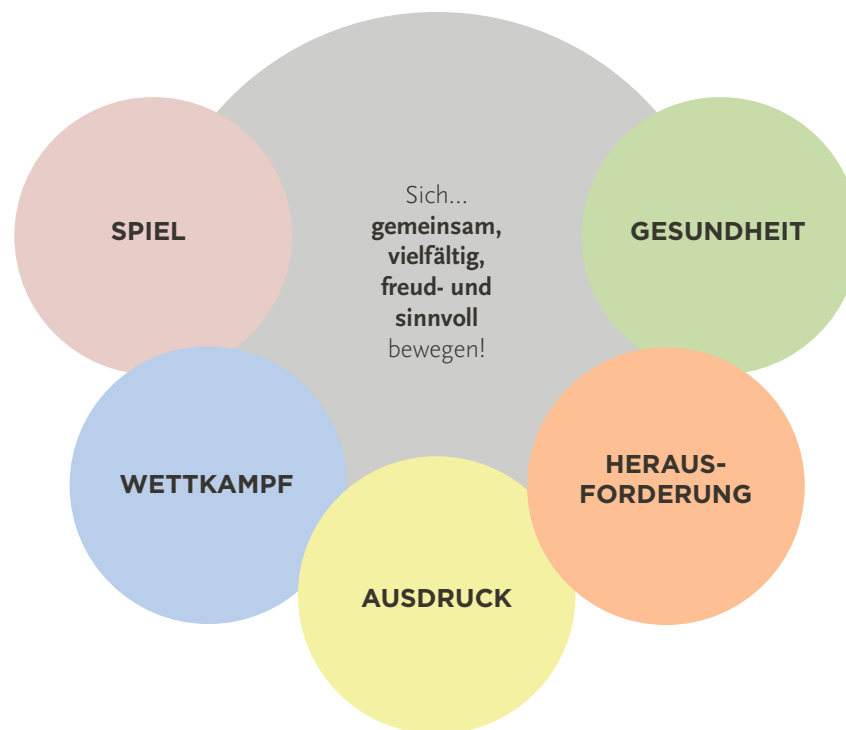 Sich...
gemeinsam,
vielfältig,
freud- und
sinnvoll
bewegen!
SPIEL
GESUNDHEIT
WETTKAMPF
HERAUS-
FORDERUNG
AUSDRUCK